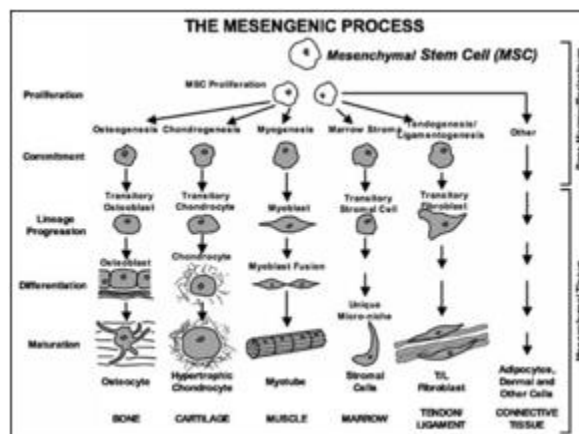 THE MESENGENIC PROCESS
Mesenchymal Stem Cell (MSC)
MSC Proliferation
Proliferation
Osteogenesis Chondrogenesis Myogenesis Marrow Stroma Tendogenesis/ Other
Ligamentogenesis
Commitment
Transitory Transitory Myoblast Transitory Transitory
Osteoblast Chondrocyte Stromal Cell Fibroblast
Lineage
Progression
Osteoblast Chondrocyte Myoblast Fusion
Differentiation
Unique
Micro-niche
Maturation
Osteocyte Hypertrophic Myotube Stromal T/L Adipocytes,
Chondrocyte Cells Fibroblast Dermal and
Other Cells
BONE CARTILAGE MUSCLE MARROW TENDON/ CONNECTIVE
LIGAMENT TISSUE